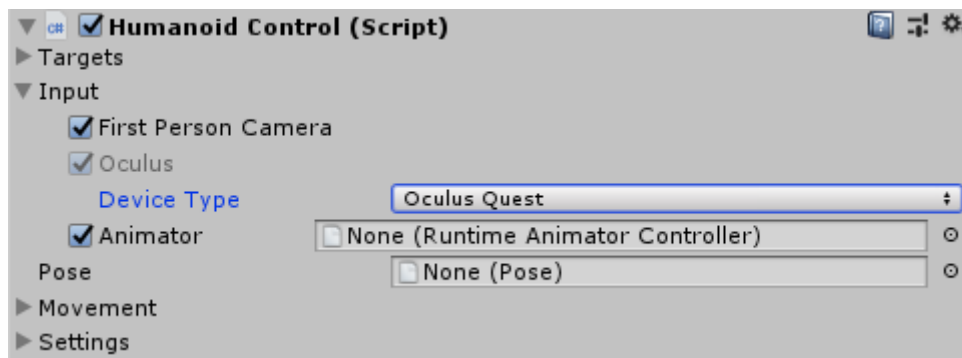 c# Humanoid Control (Script)
Targets
Input
First Person Camera
Oculus
Device Type Oculus Quest
Animator None (Runtime Animator Controller)
Pose None (Pose)
Movement
Settings